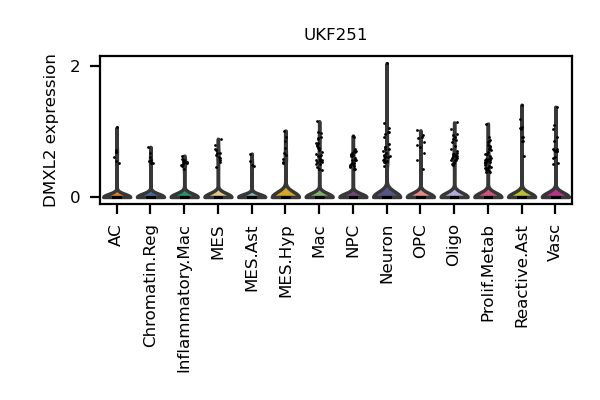 UKF251
DMXL2 expression
2
0
AC
Chromatin.Reg
Inflammatory.Mac
MES
MES.Ast
MES.Hyp
Mac
NPC
Neuron
OPC
Oligo
Prolif.Metab
Reactive.Ast
Vasc